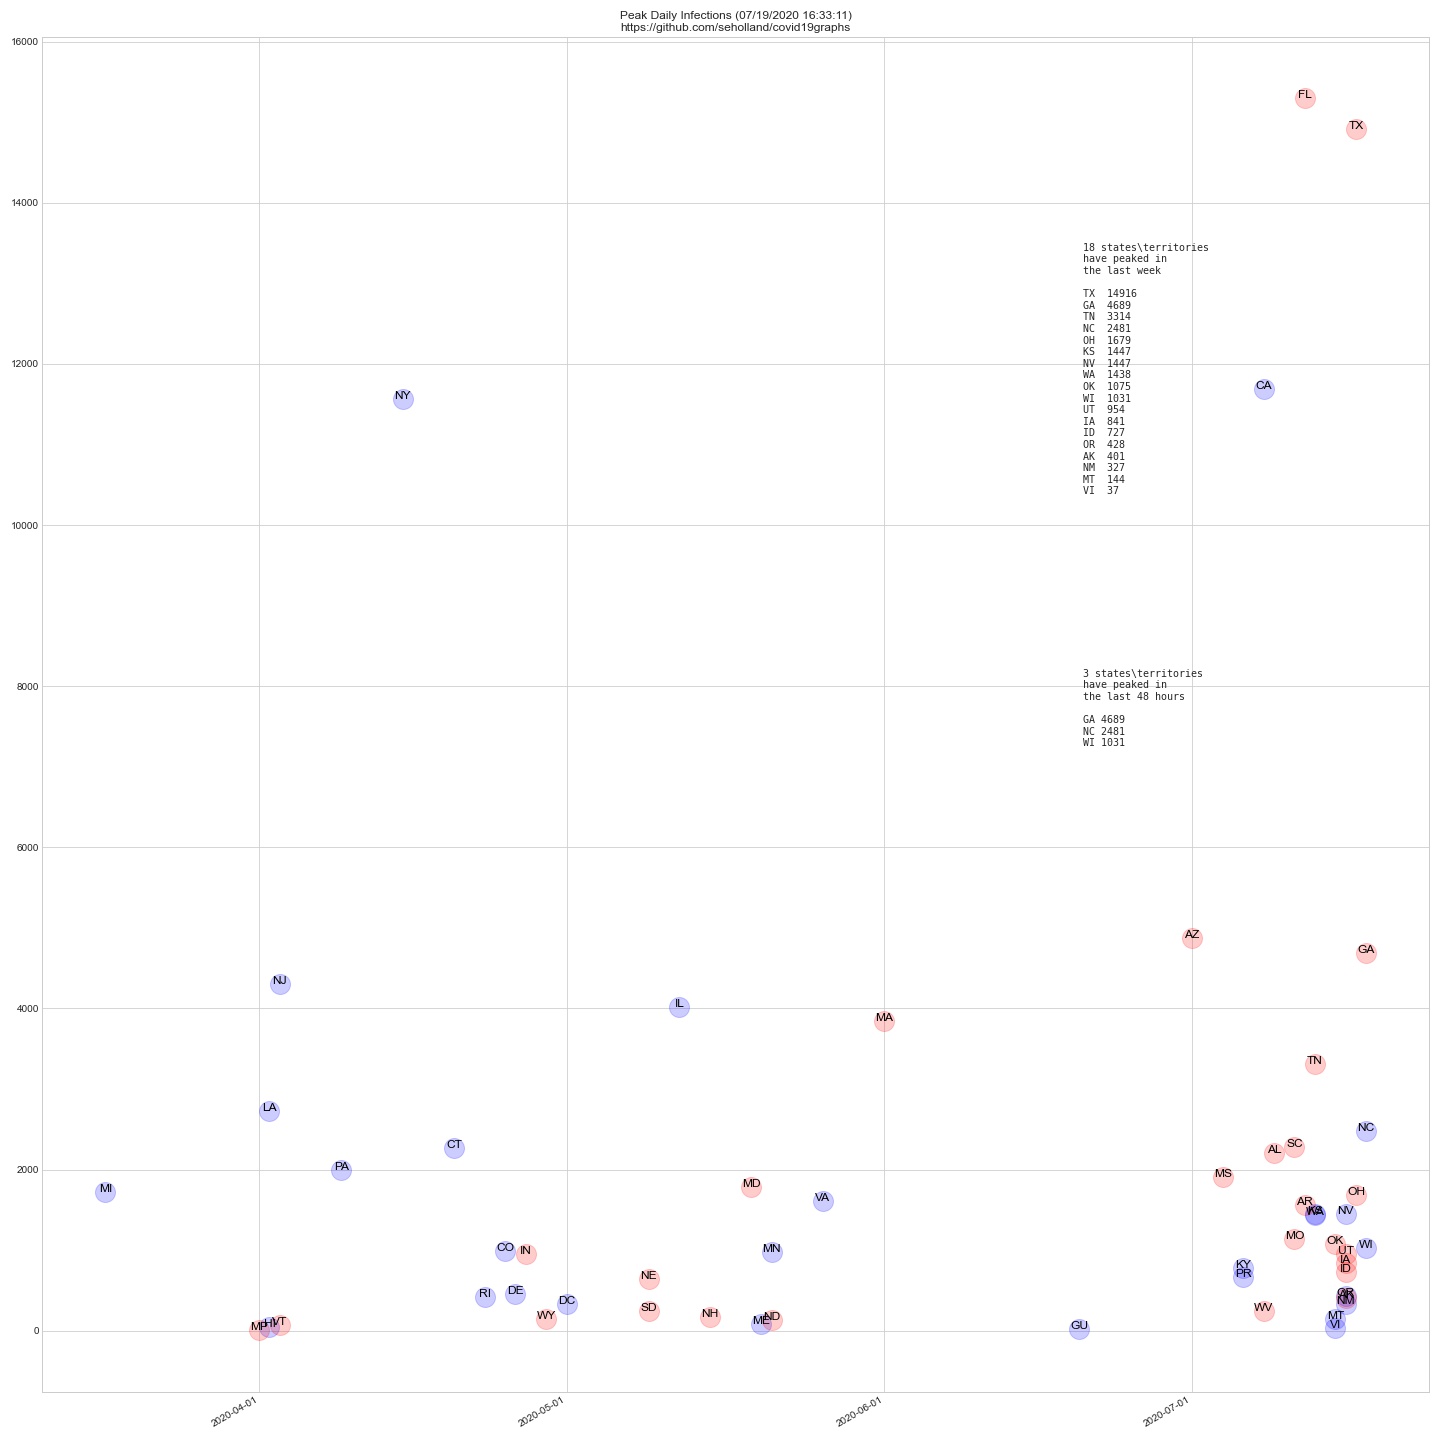 Peak Daily Infections (07/19/2020 16:33:11)
https://github.com/seholland/covid19graphs
16000
FL
TX
14000
18 states\territories
have peaked in
the last week
TX 14916
GA 4689
TN 3314
NC 2481
OH 1679
KS 1447
NV 1447
WA 1438
OK 1075
WI 1031
UT 954
IA 841
ID 727
OR 428
AK 401
NM 327
MT 144
VI 37
12000
NY
CA
10000
8000
3 states\territories
have peaked in
the last 48 hours
GA 4689
NC 2481
WI 1031
6000
AZ
GA
NJ
IL
4000
MA
TN
LA
NC
CT
SC
AL
PA
2000
MS
MD
MI
OH
VA
AR
KS
WA
NV
MO
OK
WI
CO
IN
MN
UT
IA
ID
KY
PR
NE
RI
DE
DC
OR
NM
SD
WV
NH
WY
ME
ND
MT
VI
GU
MP
HI
VT
0
2020-04-01
2020-05-01
2020-06-01
2020-07-01